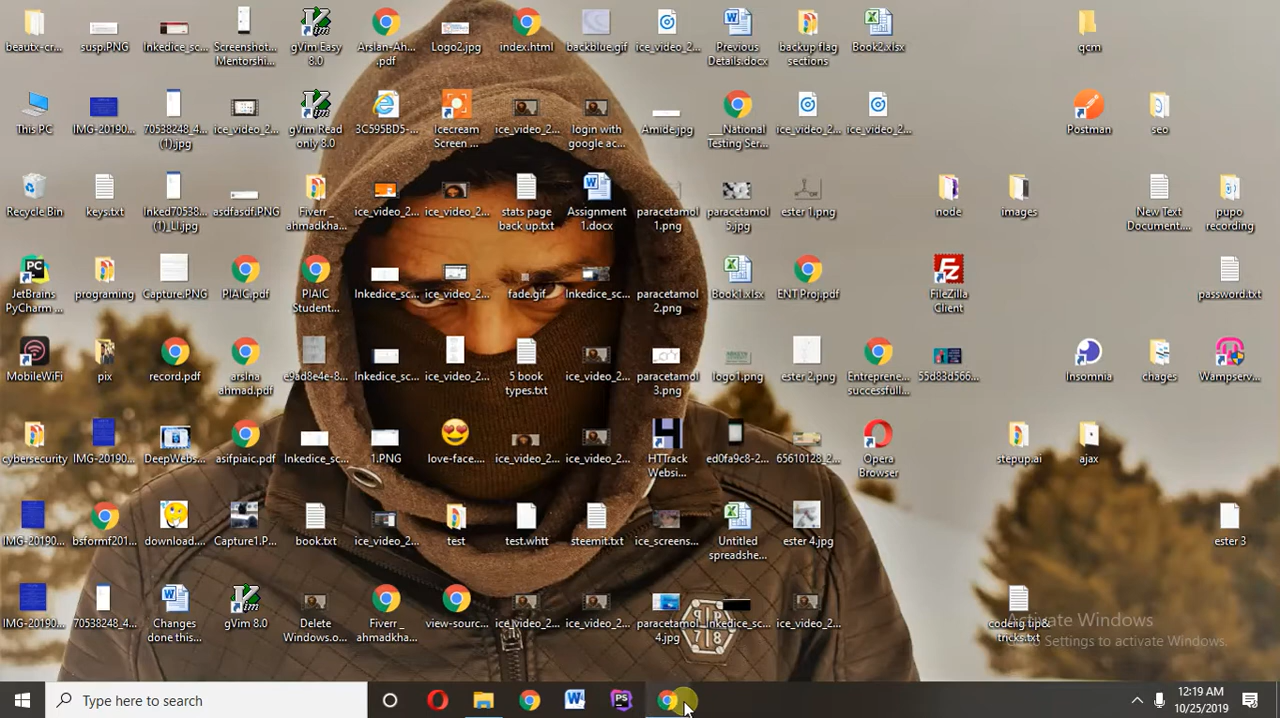 beautx-cr...
susp.PNG
Inkedice_sc...
Screenshot...
Mentorshi...
gVim Easy
8.0
Arslan-Ah...
.pdf
Logo2.jpg
index.html
backblue.gif
ice_video_2...
Previous
Details.docx
backup flag
sections
Book2.xlsx
qcm
This PC
IMG-20190...
70538248_4...
(1).jpg
ice_video_2...
gVim Read
only 8.0
3C595BD5-...
Icecream
Screen ...
ice_video_2...
login with
google ac...
Amide.jpg
___National
Testing Ser...
ice_video_2...
ice_video_2...
Postman
seo
Recycle Bin
keys.txt
Inked70538...
(1)_LI.jpg
asdfasdf.PNG
Fiverr _
ahmadkha...
ice_video_2...
ice_video_2...
stats page
back up.txt
Assignment
1.docx
paracetamol
1.png
paracetamol
5.jpg
ester 1.png
node
images
New Text
Document....
pupo
recording
JetBrains
PyCharm ...
programing
Capture.PNG
PIAIC.pdf
PIAIC
Student...
Inkedice_sc...
ice_video_2...
fade.gif
Inkedice_sc...
paracetamol
2.png
Book1.xlsx
ENTProj.pdf
FileZilla
Client
password.txt
MobileWiFi
pix
record.pdf
arslna
ahmad.pdf
e9ad8e4e-8...
Inkedice_sc...
ice_video_2...
5 book
types.txt
ice_video_2...
paracetamol
3.png
logo1.png
ester 2.png
Entreprene...
successfull...
55d83d566...
Insomnia
chages
Wampserv...
cybersecurity
IMG-20190...
DeepWebs...
asifpiaic.pdf
Inkedice_sc...
1.PNG
love-face....
ice_video_2...
ice_video_2...
HTTrack
Websi...
ed0fa9c8-2...
65610128_2...
Opera
Browser
stepup.ai
ajax
IMG-20190...
bsformf201...
download....
Capture1.P...
book.txt
ice_video_2...
test
test.whtt
steemit.txt
ice_screens...
Untitled
spreadshe...
ester 4.jpg
ester 3
IMG-20190...
70538248_4...
Changes
done this...
gVim 8.0
Delete
Windows.o...
Fiverr _
ahmadkha...
view-sourc...
ice_video_2...
ice_video_2...
paracetamol
4.jpg
Inkedice_sc...
ice_video_2...
codeing tip&
tricks.txt
Activate Windows
Go to Settings to activate Windows.
Type here to search
12:19 AM
10/25/2019